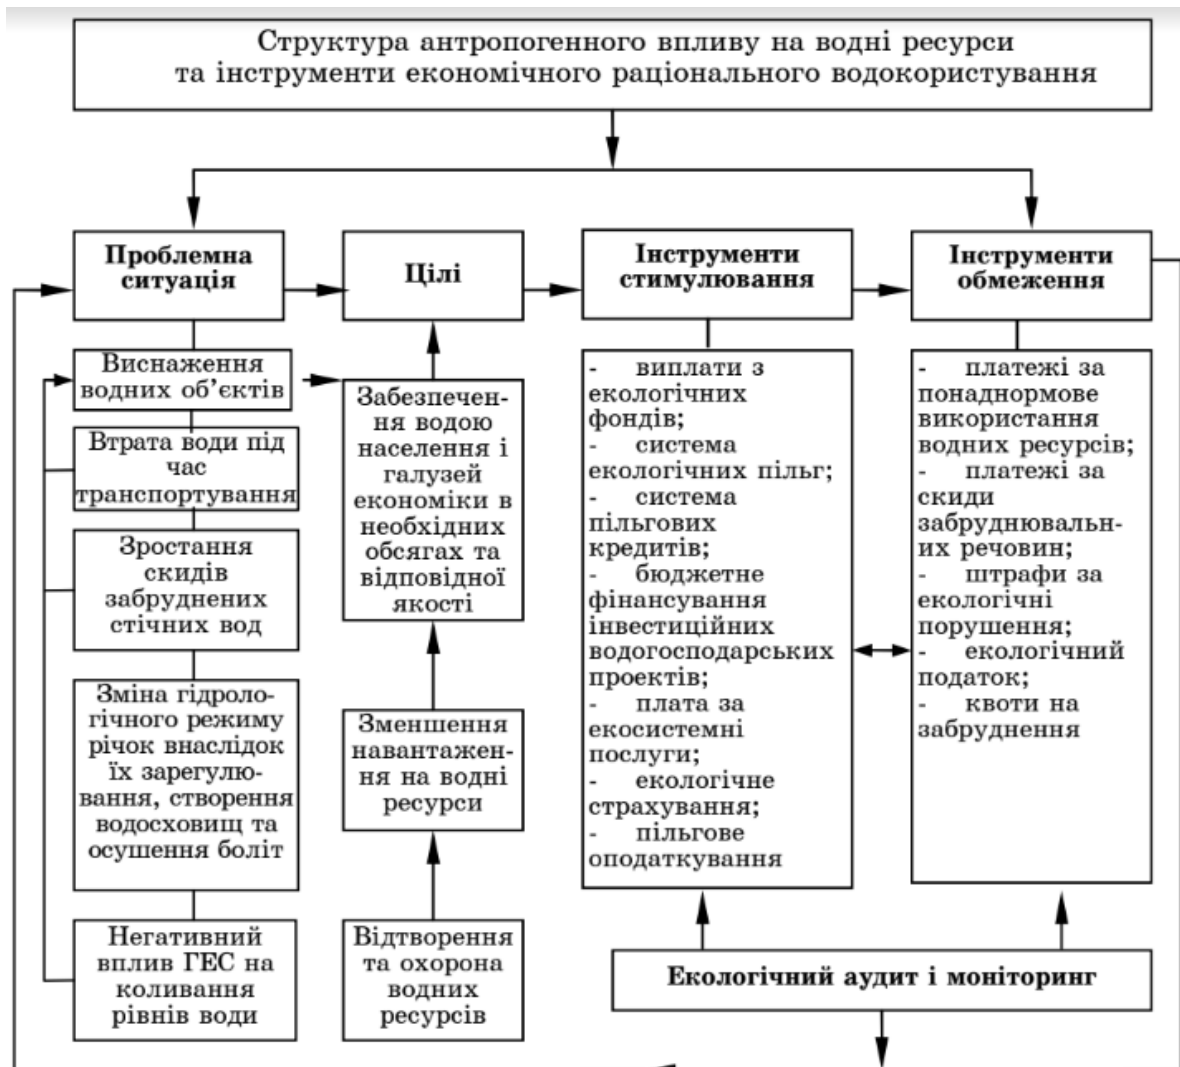 Структура антропогенного впливу на водні ресурси
та інструменти економічного раціонального водокористування
Проблемна
ситуація
Цілі
Інструменти
стимулювання
Інструменти
обмеження
Виснаження
водних об’єктів
Втрата води під
час
транспортування
Зростання
скидів
забруднених
стічних вод
Зміна гідроло-
гічного режиму
річок внаслідок
їх зарегулю-
вання, створення
водосховищ та
осушення боліт
Негативний
вплив ГЕС на
коливання
рівнів води
Забезпечен-
ня водою
населення і
галузей
економіки в
необхідних
обсягах та
відповідної
якості
Зменшення
навантажен-
ня на водні
ресурси
Відтворення
та охорона
водних
ресурсів
- виплати з
екологічних
фондів;
- система
екологічних пільг;
- система
пільгових
кредитів;
- бюджетне
фінансування
інвестиційних
водогосподарських
проектів;
- плата за
екосистемні
послуги;
- екологічне
страхування;
- пільгове
оподаткування
- платежі за
понаднормове
використання
водних ресурсів;
- платежі за
скиди
забруднювальн-
их речовин;
- штрафи за
екологічні
порушення;
- екологічний
податок;
- квоти на
забруднення
Екологічний аудит і моніторинг